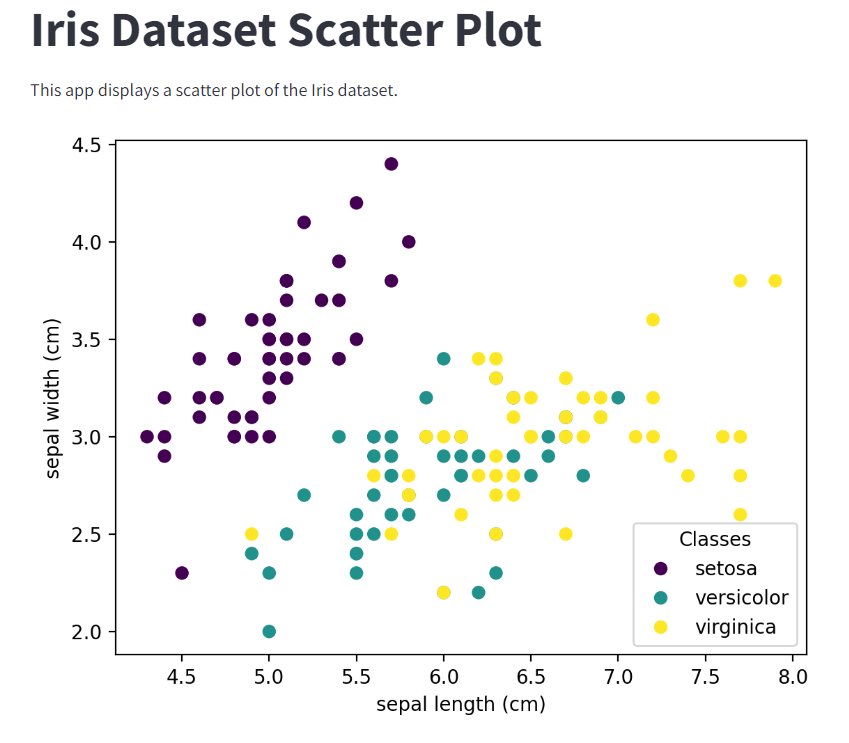 Iris Dataset Scatter Plot
This app displays a scatter plot of the Iris dataset.
4.5
4.0
3.5
3.0
2.5
2.0
sepal width (cm)
Classes
setosa
versicolor
virginica
4.5 5.0 5.5 6.0 6.5 7.0 7.5 8.0
sepal length (cm)